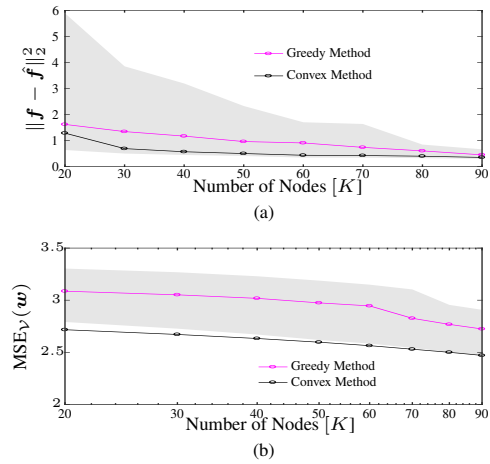 6
5
4
3
2
1
0
‖f − f̂‖₂²
Greedy Method
Convex Method
20 30 40 50 60 70 80 90
Number of Nodes [K]
(a)
3.5
3
2.5
2
MSE_𝒱(w)
Greedy Method
Convex Method
20 30 40 50 60 70 80 90
Number of Nodes [K]
(b)